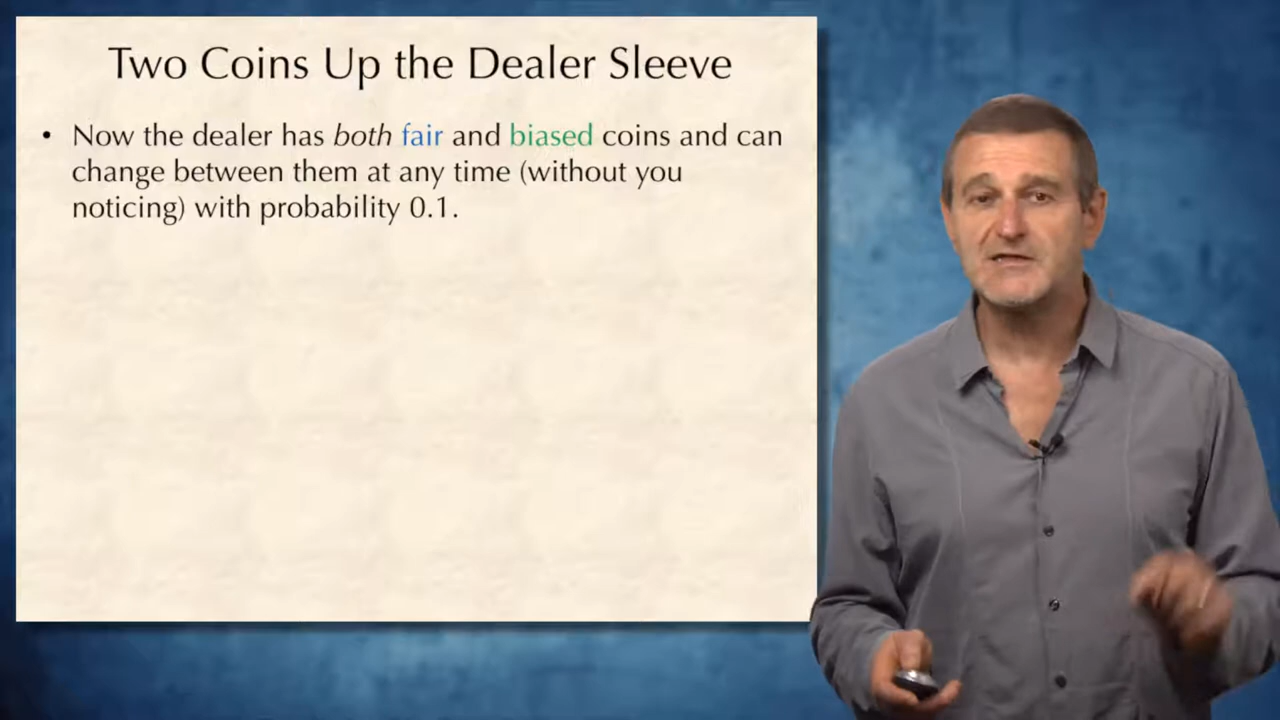 Two Coins Up the Dealer Sleeve
• Now the dealer has both fair and biased coins and can
change between them at any time (without you
noticing) with probability 0.1.